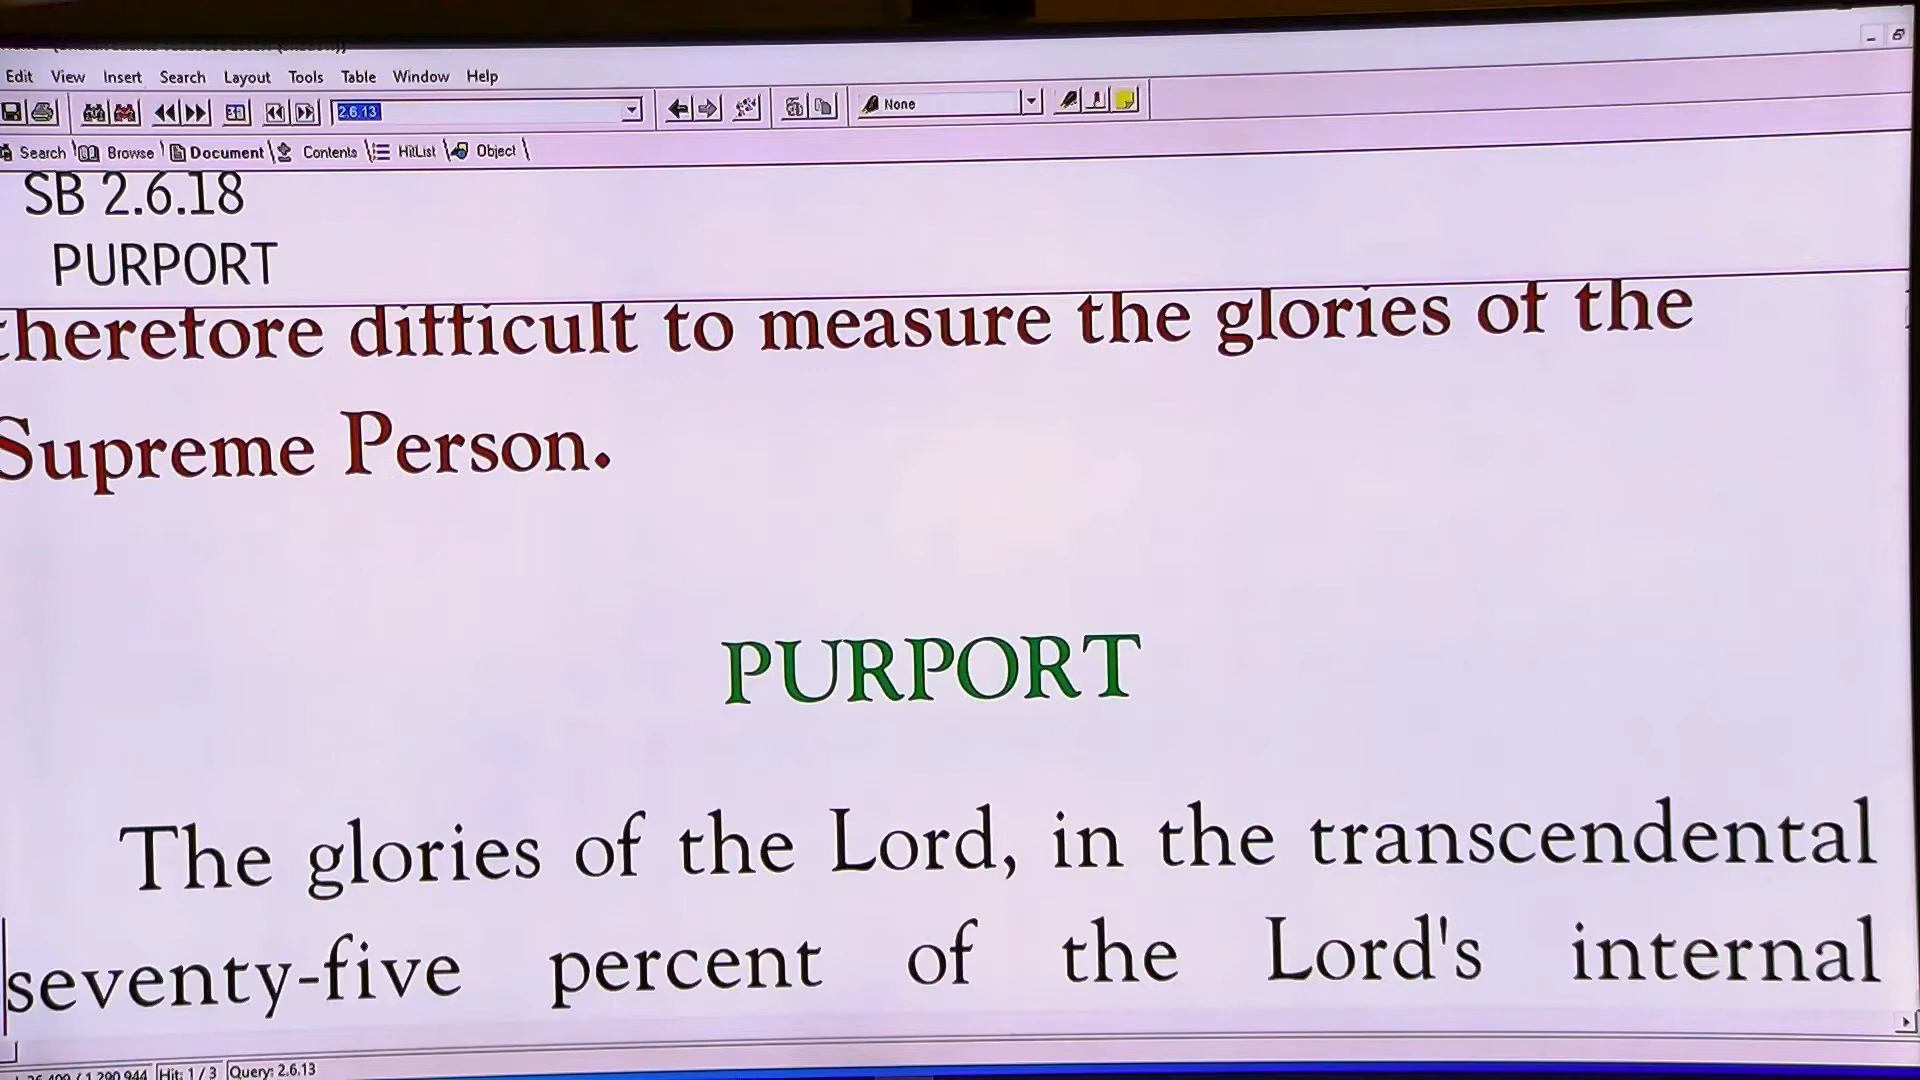 Edit View Insert Search Layout Tools Table Window Help
2.6.13 None
Search Browse Document Contents HitList Object
SB 2.6.18
PURPORT
therefore difficult to measure the glories of the
Supreme Person.
PURPORT
The glories of the Lord, in the transcendental
seventy-five percent of the Lord's internal
Hit: 1 / 3 Query: 2.6.13